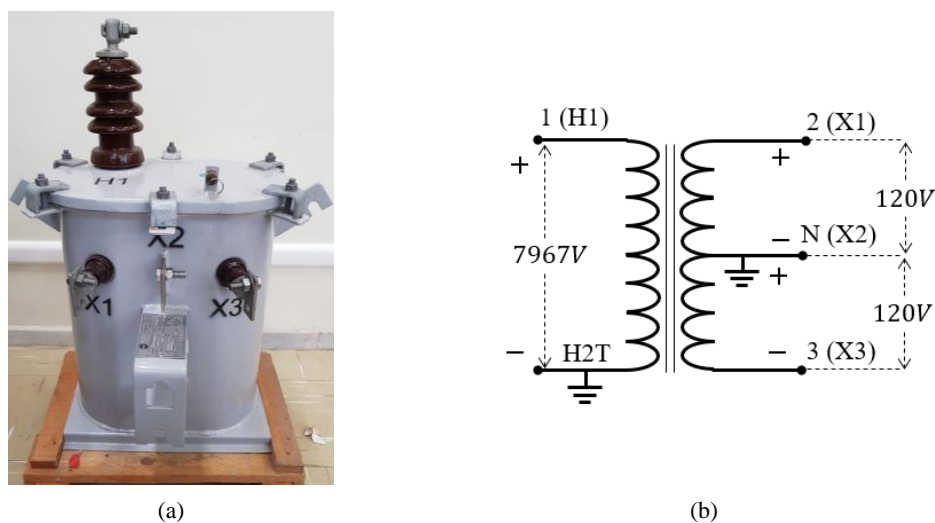 H1
X2
X1
X3
(a)
1 (H1)
+
7967V
−
H2T
2 (X1)
+
120V
−
N (X2)
+
120V
−
3 (X3)
(b)